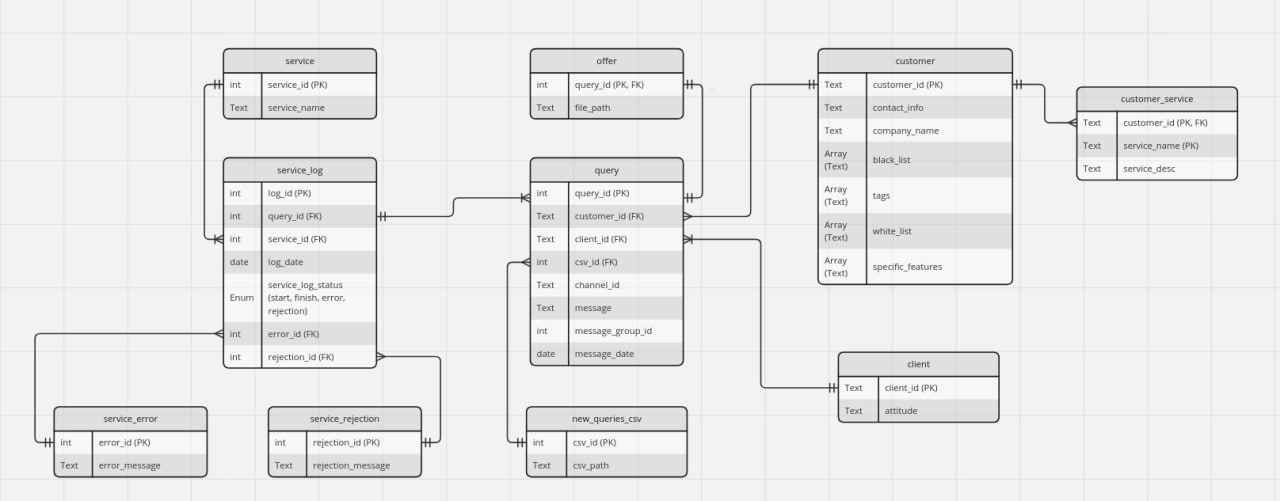 service
int service_id (PK)
Text service_name
offer
int query_id (PK, FK)
Text file_path
customer
Text customer_id (PK)
Text contact_info
Text company_name
Array
(Text) black_list
Array
(Text) tags
Array
(Text) white_list
Array
(Text) specific_features
customer_service
Text customer_id (PK, FK)
Text service_name (PK)
Text service_desc
service_log
int log_id (PK)
int query_id (FK)
int service_id (FK)
date log_date
Enum service_log_status
(start, finish, error,
rejection)
int error_id (FK)
int rejection_id (FK)
query
int query_id (PK)
Text customer_id (FK)
Text client_id (FK)
int csv_id (FK)
Text channel_id
Text message
int message_group_id
date message_date
client
Text client_id (PK)
Text attitude
service_error
int error_id (PK)
Text error_message
service_rejection
int rejection_id (PK)
Text rejection_message
new_queries_csv
int csv_id (PK)
Text csv_path